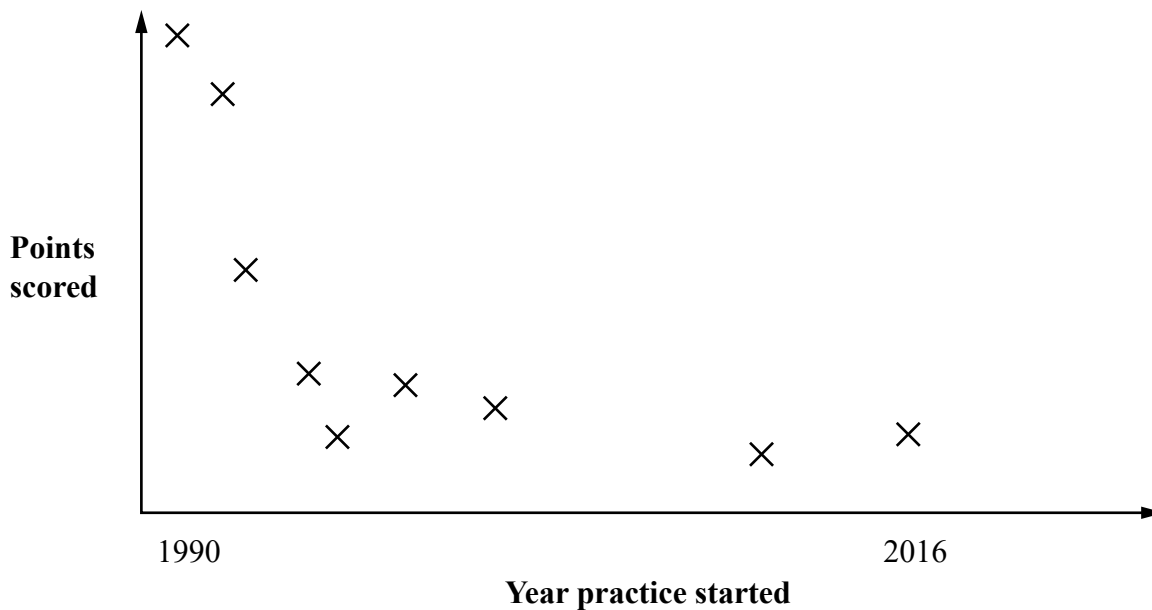 Points
scored
1990
2016
Year practice started